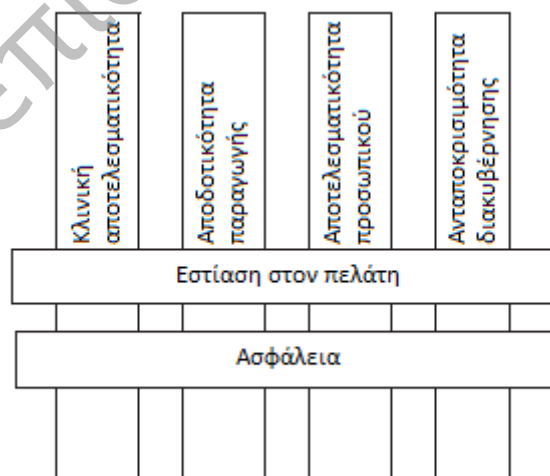 Κλινική
αποτελεσματικότητα
Αποδοτικότητα
παραγωγής
Αποτελεσματικότητα
προσωπικού
Ανταποκρισιμότητα
διακυβέρνησης
Εστίαση στον πελάτη
Ασφάλεια